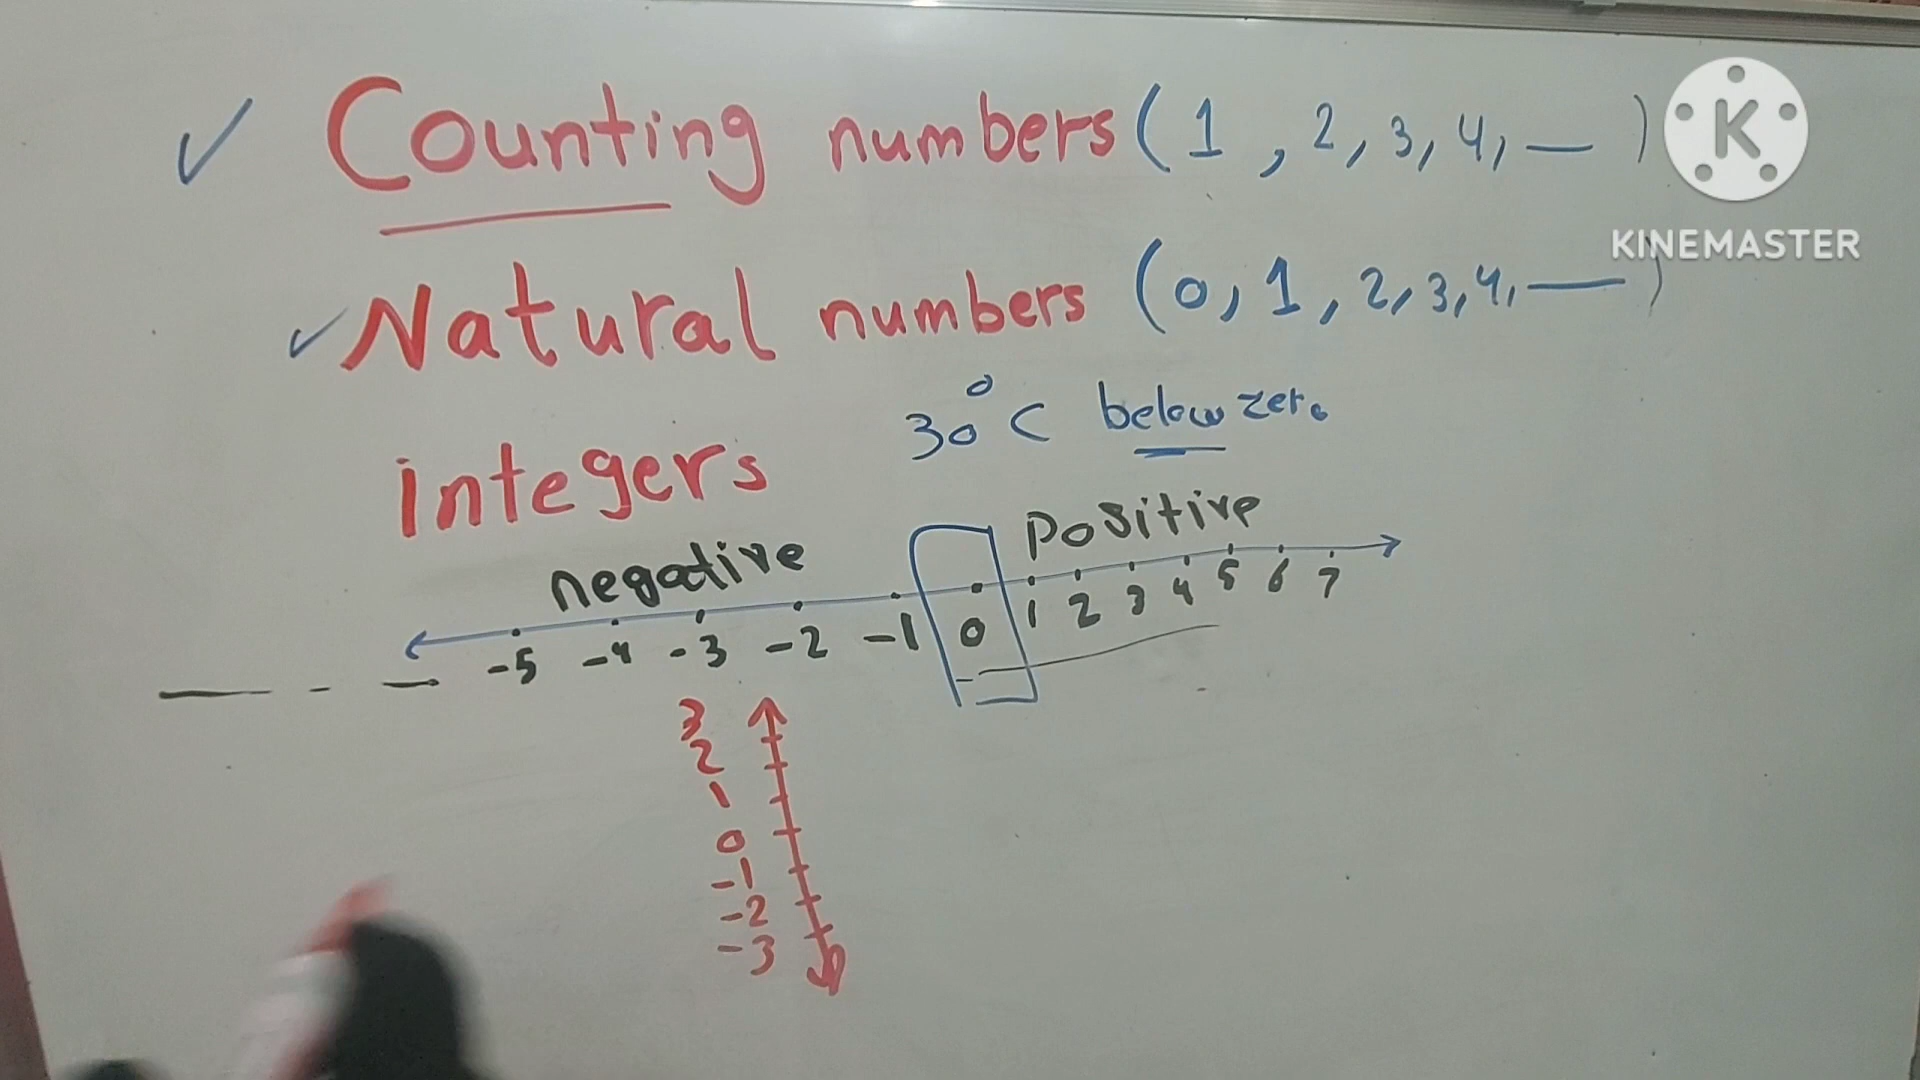 Counting numbers (1, 2, 3, 4, — )
KINEMASTER
Natural numbers (0, 1, 2, 3, 4, — )
30°C below zero
integers
negative Positive
-5 -4 -3 -2 -1 0 1 2 3 4 5 6 7
3
2
1
0
-1
-2
-3